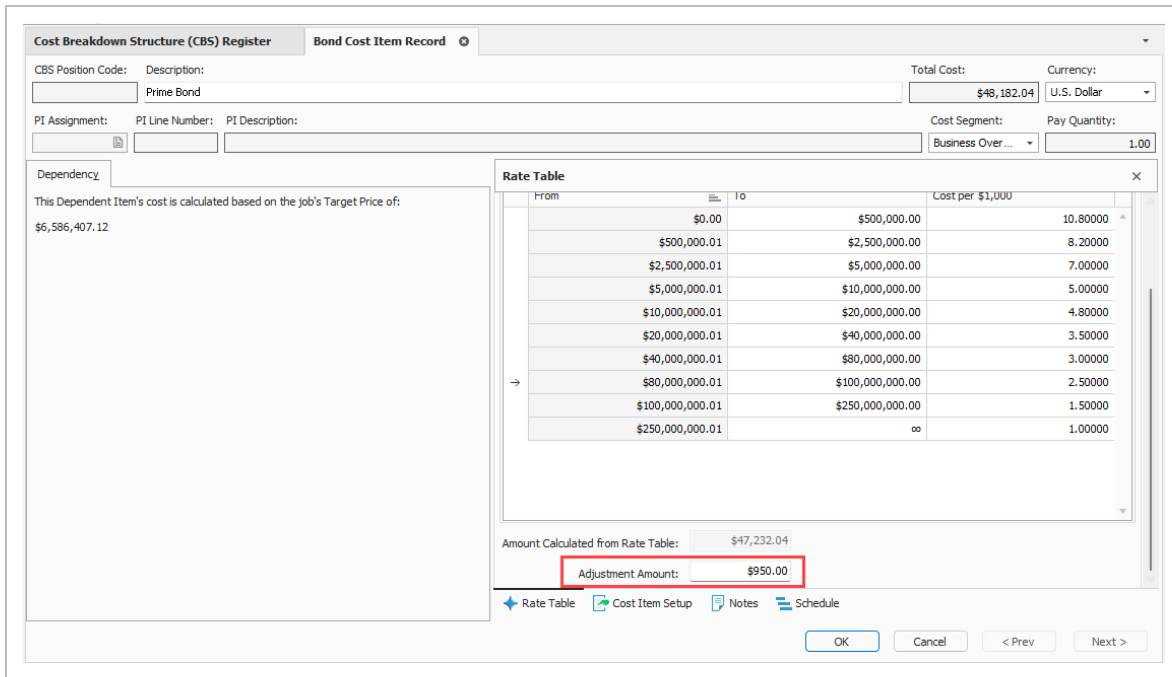 Cost Breakdown Structure (CBS) Register Bond Cost Item Record
CBS Position Code: Description: Total Cost: Currency:
Prime Bond $48,182.04 U.S. Dollar
PI Assignment: PI Line Number: PI Description: Cost Segment: Pay Quantity:
Business Over... 1.00
Dependency
This Dependent Item's cost is calculated based on the job's Target Price of:
$6,586,407.12
Rate Table
From To Cost per $1,000
$0.00 $500,000.00 10.80000
$500,000.01 $2,500,000.00 8.20000
$2,500,000.01 $5,000,000.00 7.00000
$5,000,000.01 $10,000,000.00 5.00000
$10,000,000.01 $20,000,000.00 4.80000
$20,000,000.01 $40,000,000.00 3.50000
$40,000,000.01 $80,000,000.00 3.00000
→ $80,000,000.01 $100,000,000.00 2.50000
$100,000,000.01 $250,000,000.00 1.50000
$250,000,000.01 ∞ 1.00000
Amount Calculated from Rate Table: $47,232.04
Adjustment Amount: $950.00
Rate Table Cost Item Setup Notes Schedule
OK Cancel < Prev Next >